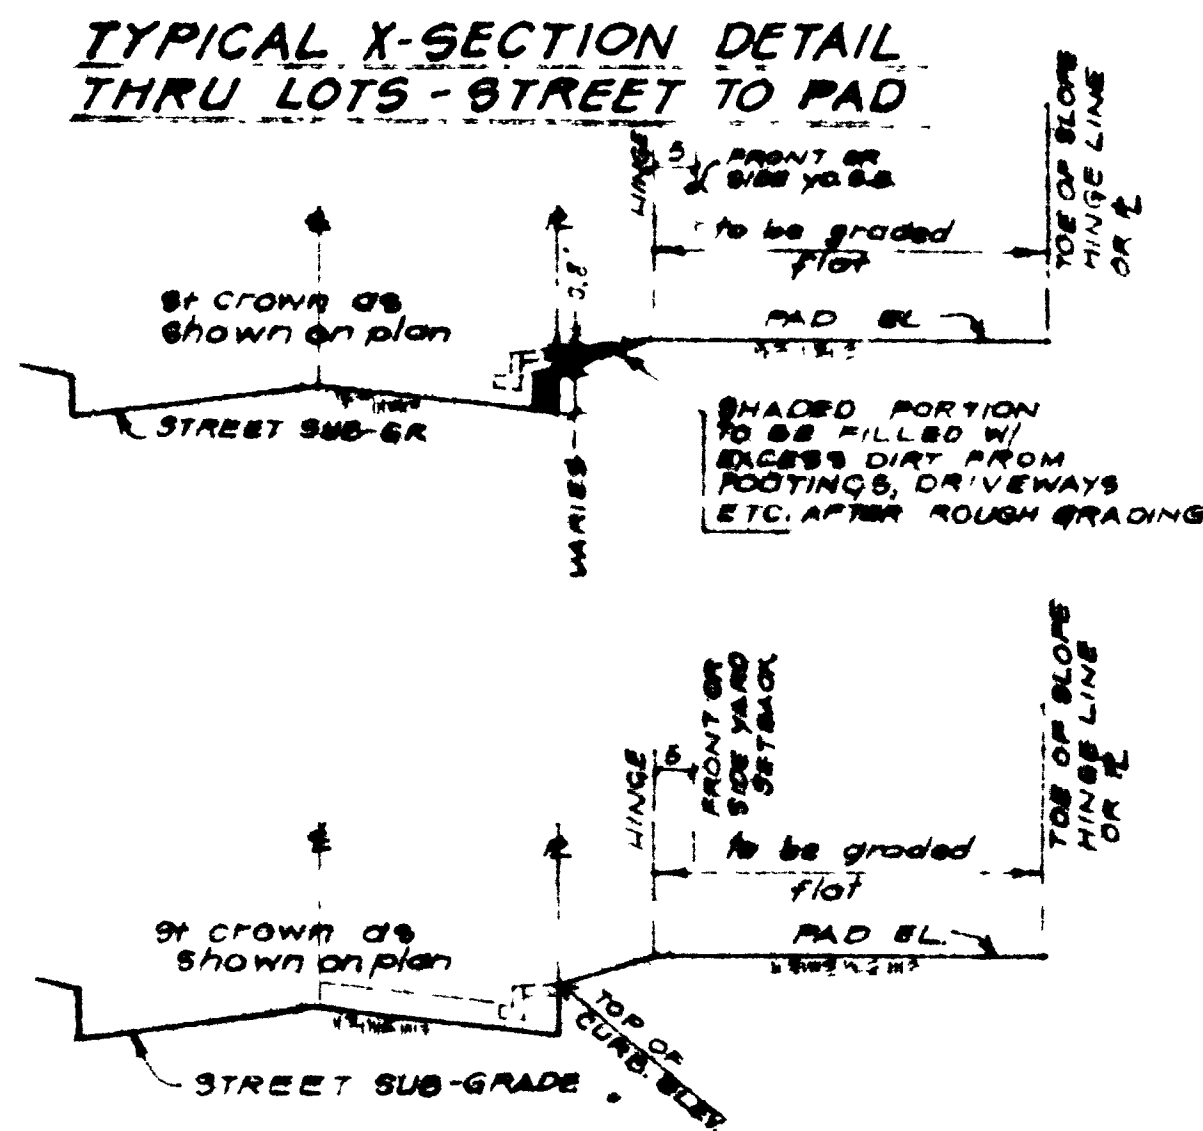 TYPICAL X-SECTION DETAIL
THRU LOTS - STREET TO PAD
HINGE
5
FRONT OR
SIDE YD. S.B.
TOE OF SLOPE
HINGE LINE
OR ℄
to be graded
flat
0.8'
St crown as
shown on plan
PAD EL
STREET SUB-GR
VARIES
SHADED PORTION
TO BE FILLED W/
EXCESS DIRT FROM
FOOTINGS, DRIVEWAYS
ETC. AFTER ROUGH GRADING
HINGE
5
FRONT OR
SIDE YARD
SETBACK
TOE OF SLOPE
HINGE LINE
OR ℄
to be graded
flat
St crown as
shown on plan
PAD EL.
TOP OF
CURB. ELEV.
STREET SUB-GRADE